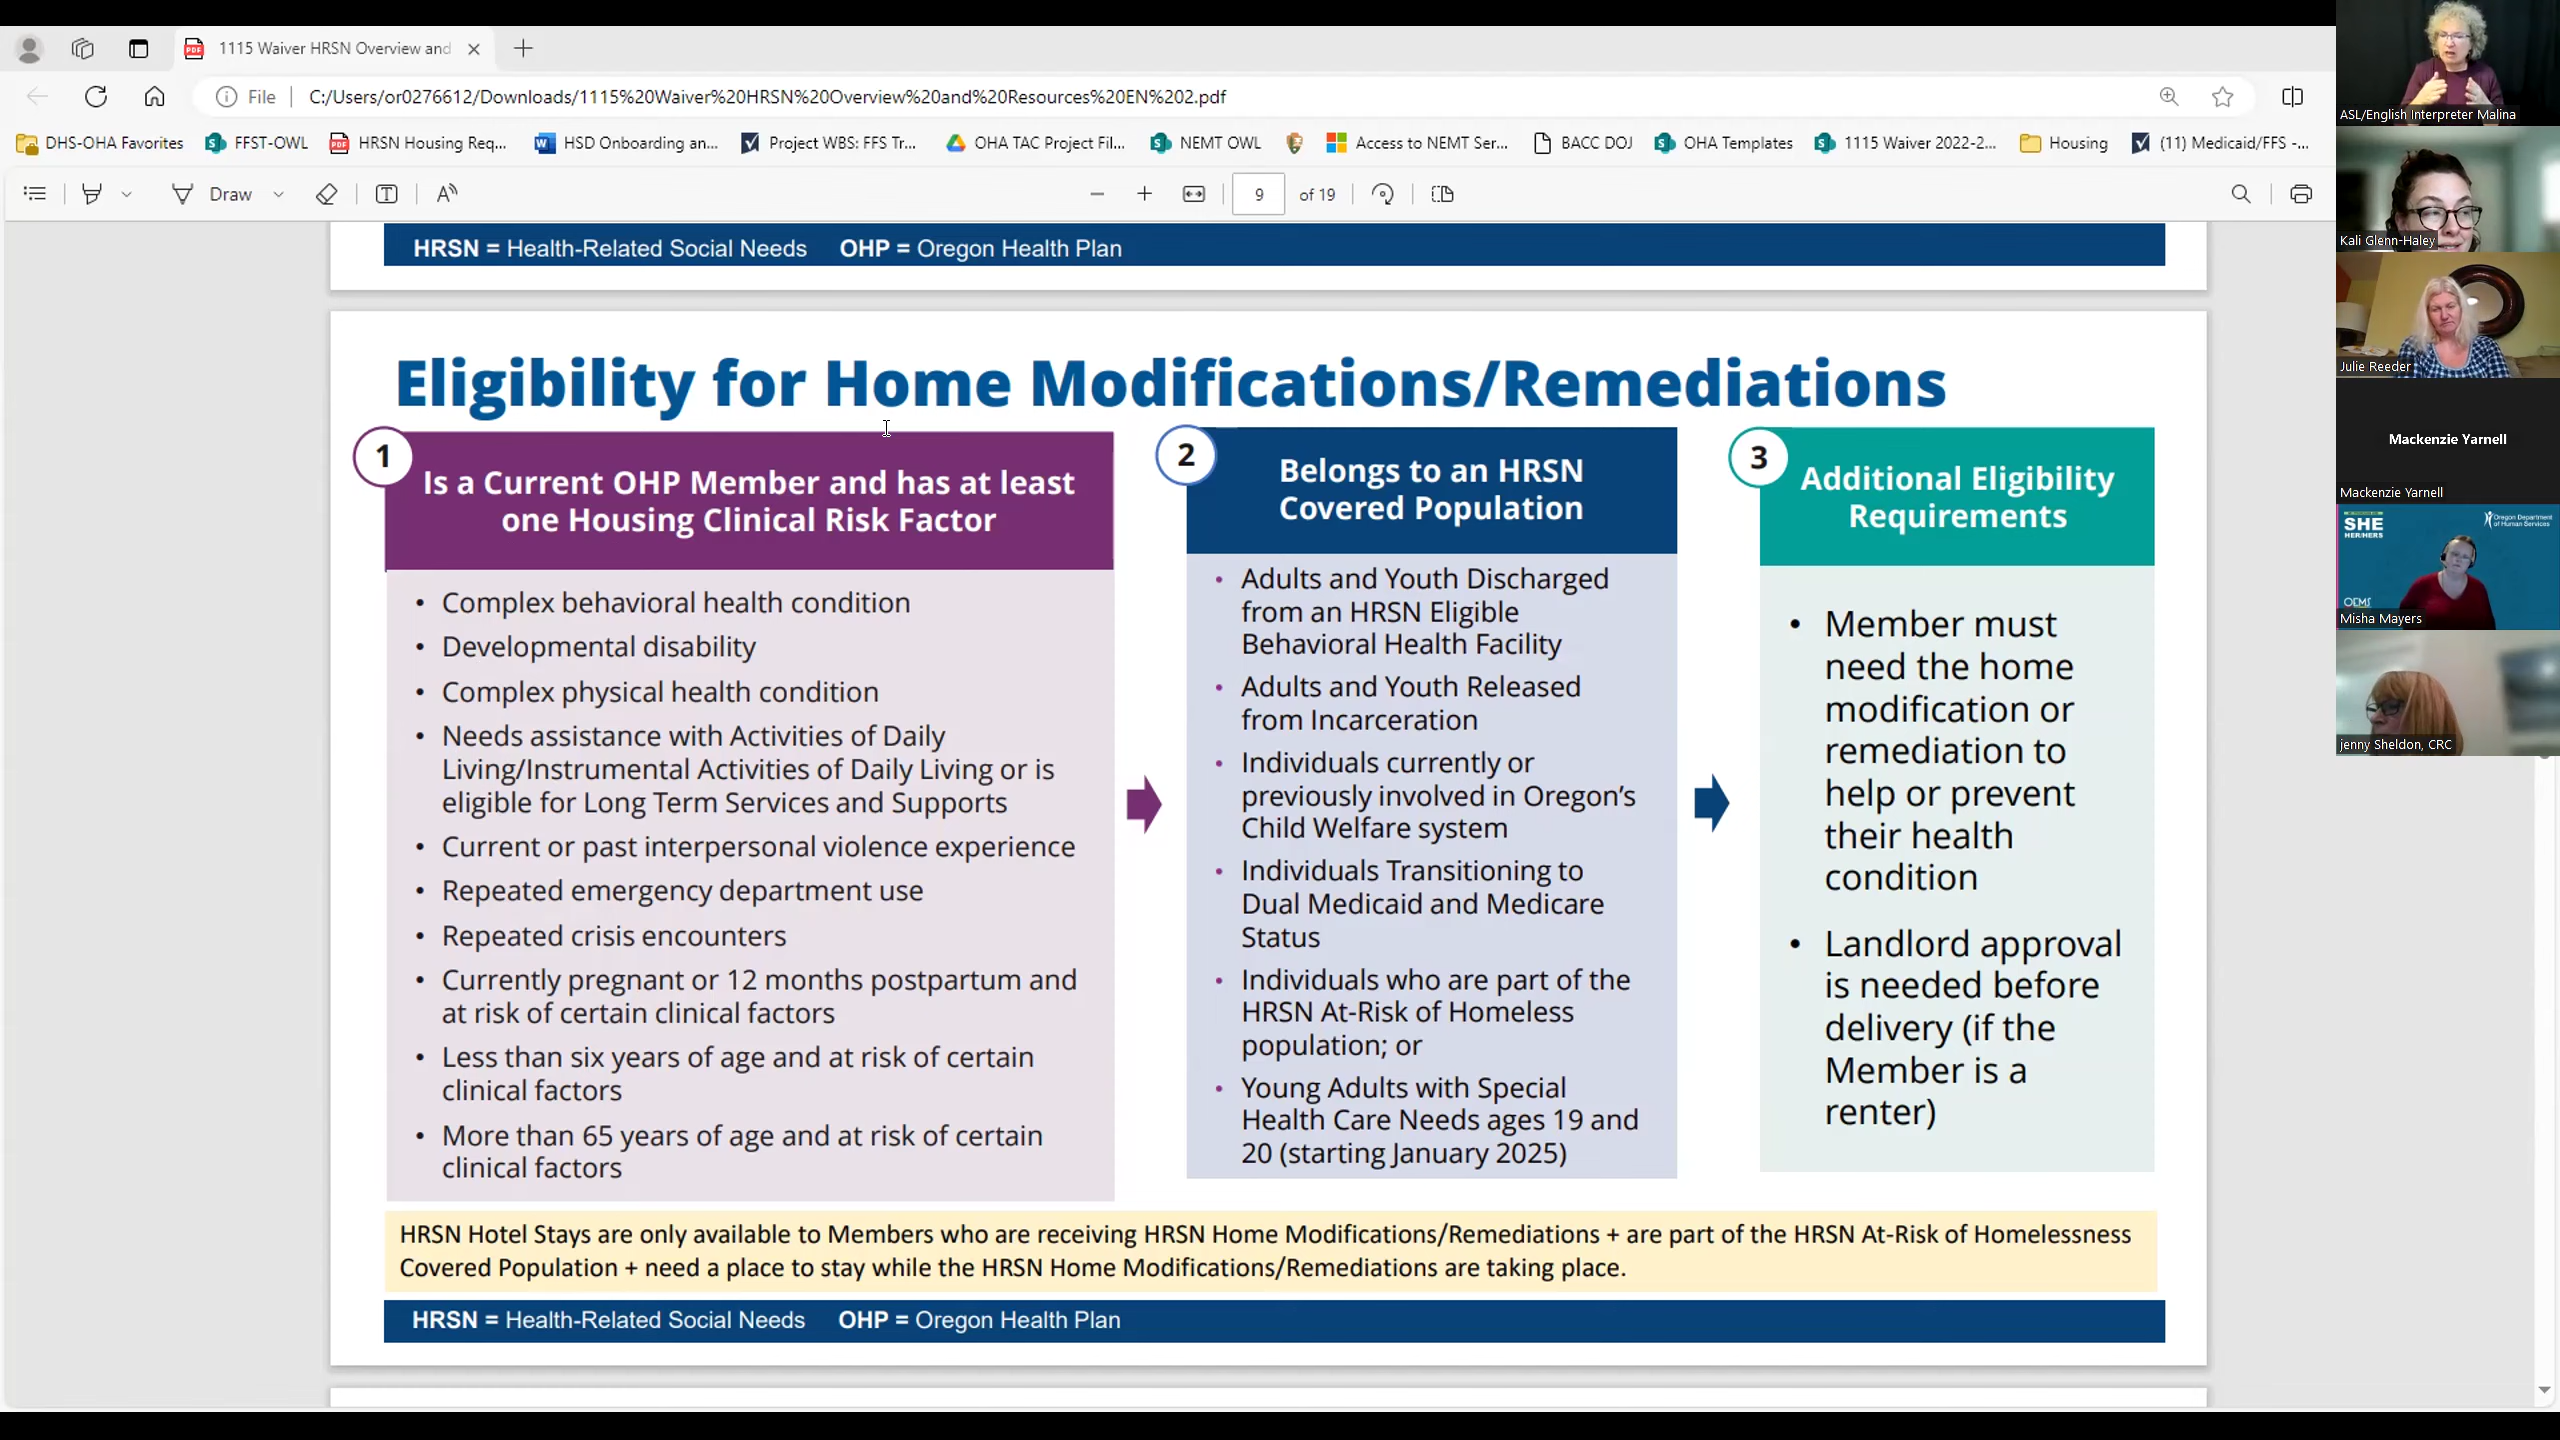 1115 Waiver HRSN Overview and
File
C:/Users/or0276612/Downloads/1115%20Waiver%20HRSN%20Overview%20and%20Resources%20EN%202.pdf
DHS-OHA Favorites
FFST-OWL
HRSN Housing Req...
HSD Onboarding an...
Project WBS: FFS Tr...
OHA TAC Project Fil...
NEMT OWL
Access to NEMT Ser...
BACC DOJ
OHA Templates
1115 Waiver 2022-2...
Housing
(11) Medicaid/FFS -...
Draw
9 of 19
HRSN = Health-Related Social Needs OHP = Oregon Health Plan
Eligibility for Home Modifications/Remediations
1
Is a Current OHP Member and has at least
one Housing Clinical Risk Factor
• Complex behavioral health condition
• Developmental disability
• Complex physical health condition
• Needs assistance with Activities of Daily
Living/Instrumental Activities of Daily Living or is
eligible for Long Term Services and Supports
• Current or past interpersonal violence experience
• Repeated emergency department use
• Repeated crisis encounters
• Currently pregnant or 12 months postpartum and
at risk of certain clinical factors
• Less than six years of age and at risk of certain
clinical factors
• More than 65 years of age and at risk of certain
clinical factors
2
Belongs to an HRSN
Covered Population
• Adults and Youth Discharged
from an HRSN Eligible
Behavioral Health Facility
• Adults and Youth Released
from Incarceration
• Individuals currently or
previously involved in Oregon’s
Child Welfare system
• Individuals Transitioning to
Dual Medicaid and Medicare
Status
• Individuals who are part of the
HRSN At-Risk of Homeless
population; or
• Young Adults with Special
Health Care Needs ages 19 and
20 (starting January 2025)
3
Additional Eligibility
Requirements
• Member must
need the home
modification or
remediation to
help or prevent
their health
condition
• Landlord approval
is needed before
delivery (if the
Member is a
renter)
HRSN Hotel Stays are only available to Members who are receiving HRSN Home Modifications/Remediations + are part of the HRSN At-Risk of Homelessness
Covered Population + need a place to stay while the HRSN Home Modifications/Remediations are taking place.
HRSN = Health-Related Social Needs OHP = Oregon Health Plan
ASL/English Interpreter Malina
Kali Glenn-Haley
Julie Reeder
Mackenzie Yarnell
Mackenzie Yarnell
SHE
HER/HERS
Oregon Department
of Human Services
OEMS
Misha Mayers
jenny Sheldon, CRC